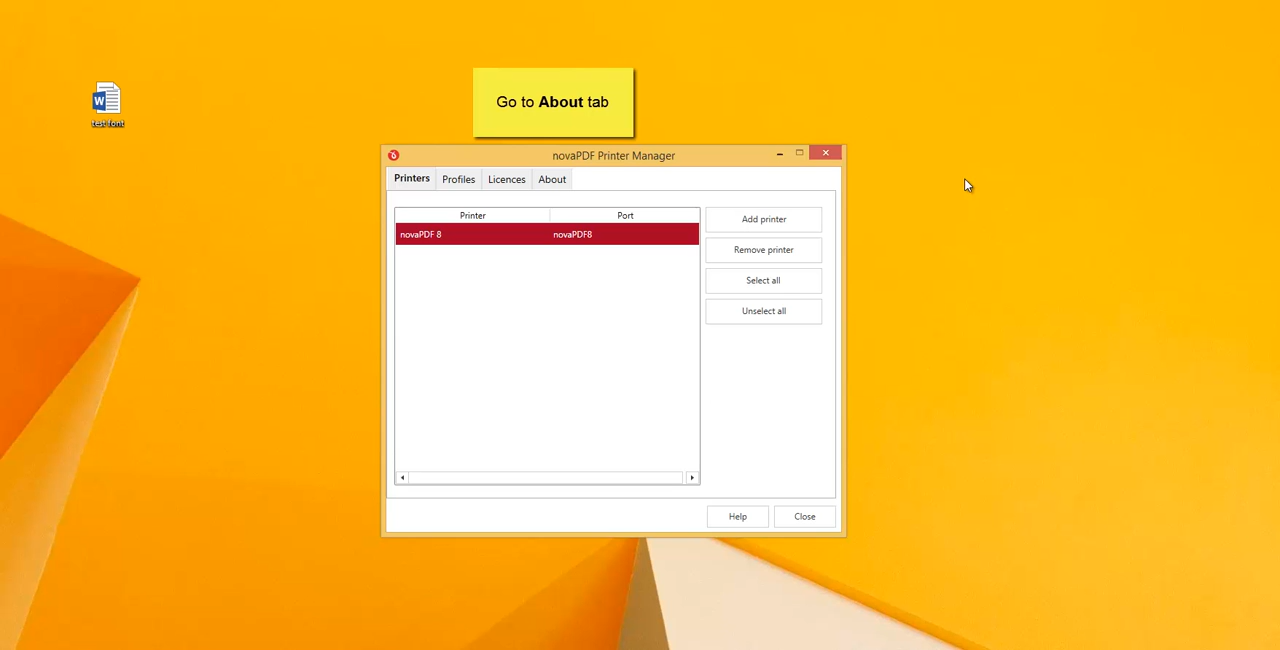 Go to About tab
test font
novaPDF Printer Manager
Printers Profiles Licences About
Printer Port
novaPDF 8 novaPDF8
Add printer
Remove printer
Select all
Unselect all
Help Close